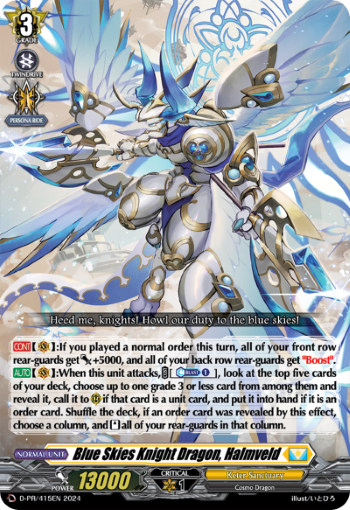 3
GRADE
TWINDRIVE
PERSONA RIDE
Heed me, knights! Howl our duty to the blue skies!
CONT【】:If you played a normal order this turn, all of your front row
rear-guards get +5000, and all of your back row rear-guards get "Boost".
AUTO【】:When this unit attacks, [ 1 ], look at the top five cards
of your deck, choose up to one grade 3 or less card from among them and
reveal it, call it to if that card is a unit card, and put it into hand if it is an
order card. Shuffle the deck, if an order card was revealed by this effect,
choose a column, and [ ] all of your rear-guards in that column.
NORMAL UNIT
Blue Skies Knight Dragon, Halmveld
POWER 13000
CRITICAL
1
Keter Sanctuary
Cosmo Dragon
D-PR/415EN 2024
illust/いとひろ